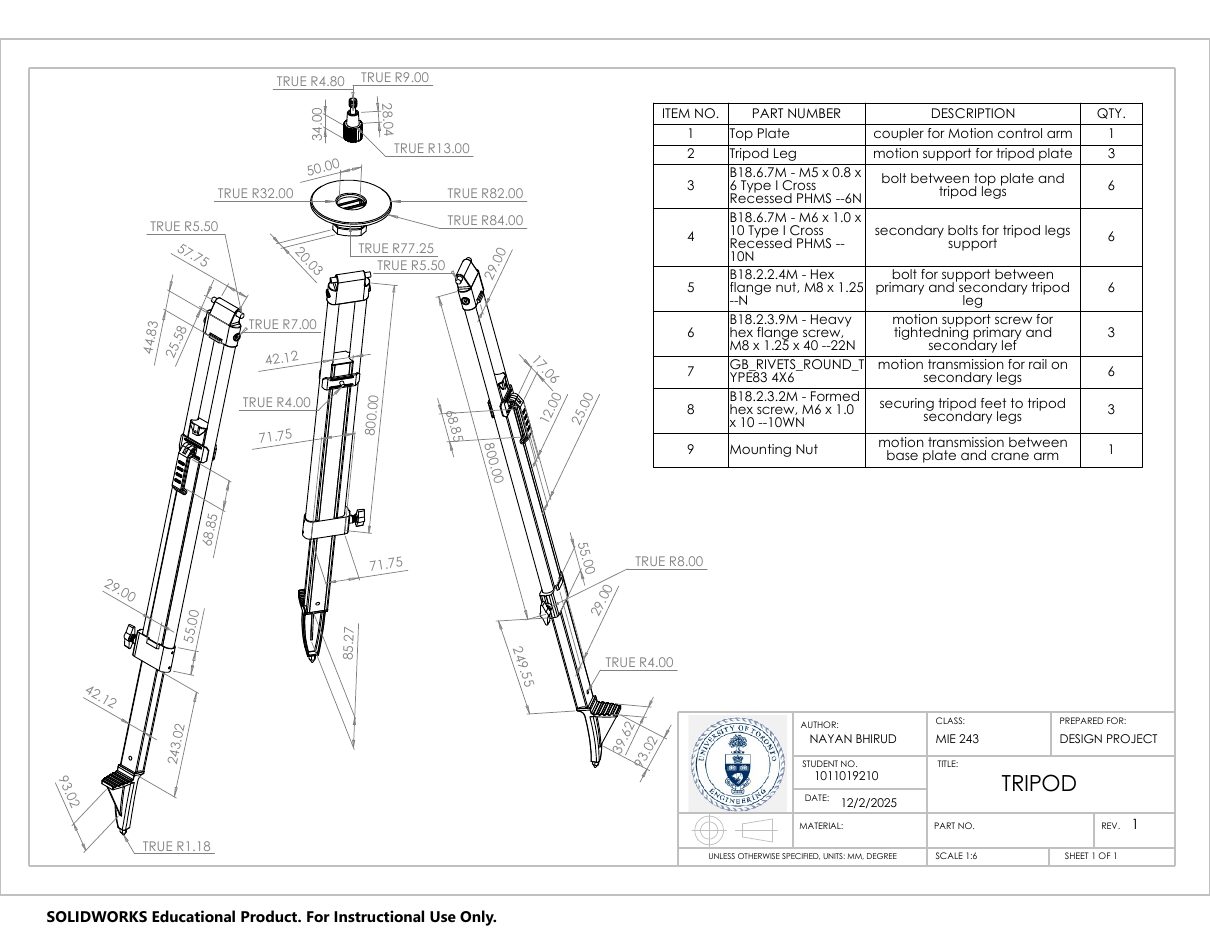 TRUE R4.80
TRUE R9.00
34.00
28.04
TRUE R13.00
50.00
TRUE R32.00
TRUE R82.00
TRUE R84.00
TRUE R5.50
TRUE R77.25
57.75
20.03
TRUE R5.50
29.00
44.83
25.58
TRUE R7.00
42.12
17.06
TRUE R4.00
800.00
12.00
25.00
68.85
71.75
800.00
68.85
55.00
TRUE R8.00
71.75
29.00
29.00
55.00
85.27
249.55
TRUE R4.00
42.12
243.02
39.62
93.02
93.02
TRUE R1.18
ITEM NO. PART NUMBER DESCRIPTION QTY.
1 Top Plate coupler for Motion control arm 1
2 Tripod Leg motion support for tripod plate 3
B18.6.7M - M5 x 0.8 x
3 6 Type I Cross bolt between top plate and 6
Recessed PHMS --6N tripod legs
B18.6.7M - M6 x 1.0 x
10 Type I Cross secondary bolts for tripod legs
4 Recessed PHMS -- support 6
10N
B18.2.2.4M - Hex bolt for support between
5 flange nut, M8 x 1.25 primary and secondary tripod 6
--N leg
B18.2.3.9M - Heavy motion support screw for
6 hex flange screw, tightedning primary and 3
M8 x 1.25 x 40 --22N secondary lef
7 GB_RIVETS_ROUND_T motion transmission for rail on 6
YPE83 4X6 secondary legs
B18.2.3.2M - Formed
8 hex screw, M6 x 1.0 securing tripod feet to tripod 3
x 10 --10WN secondary legs
9 Mounting Nut motion transmission between 1
base plate and crane arm
UNIVERSITY OF TORONTO
ENGINEERING
AUTHOR:
NAYAN BHIRUD
CLASS:
MIE 243
PREPARED FOR:
DESIGN PROJECT
STUDENT NO.
1011019210
TITLE:
TRIPOD
DATE: 12/2/2025
MATERIAL:
PART NO.
REV. 1
UNLESS OTHERWISE SPECIFIED, UNITS: MM, DEGREE
SCALE 1:6
SHEET 1 OF 1
SOLIDWORKS Educational Product. For Instructional Use Only.